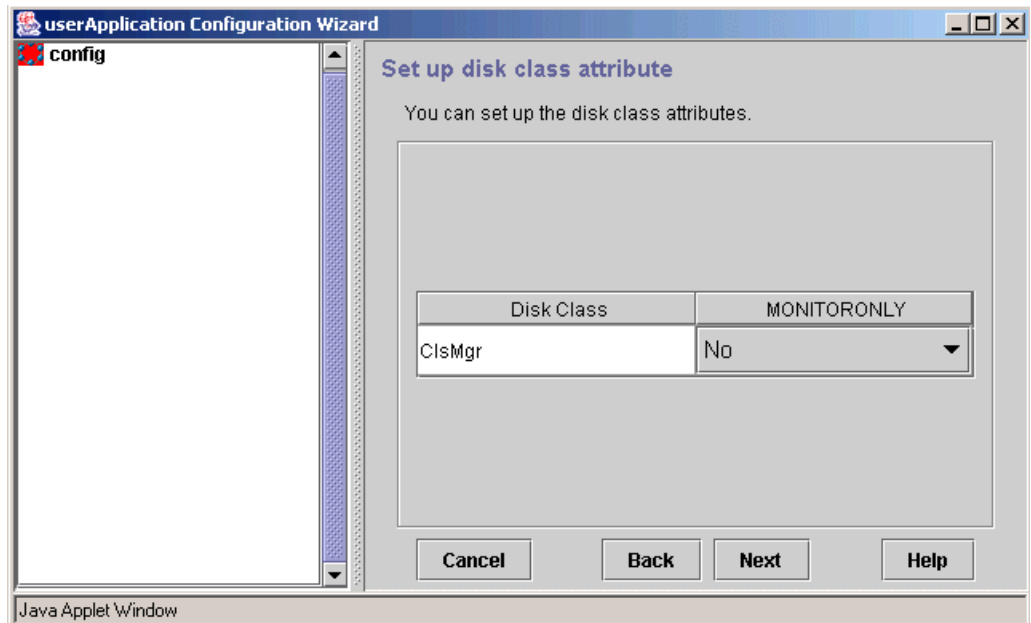 userApplication Configuration Wizard
config
Set up disk class attribute
You can set up the disk class attributes.
Disk Class MONITORONLY
ClsMgr No
Cancel Back Next Help
Java Applet Window